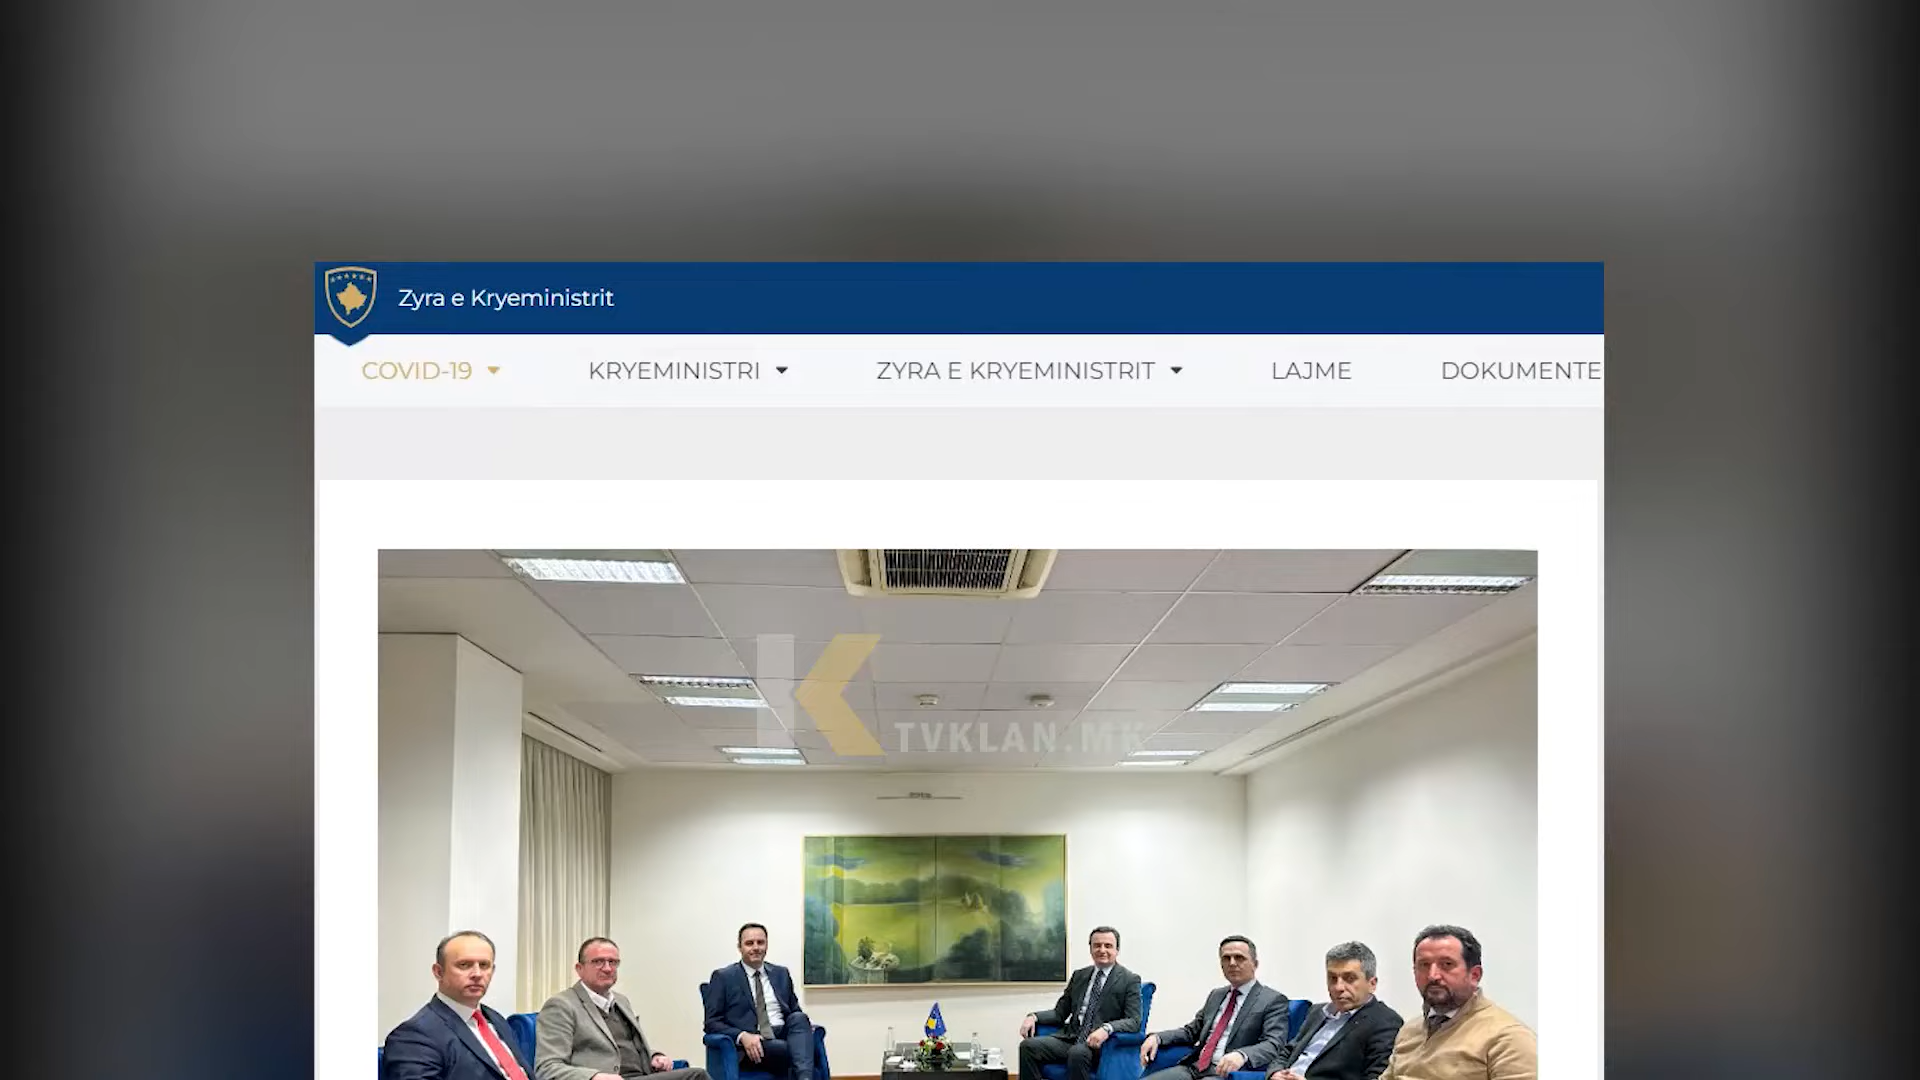 Zyra e Kryeministrit
COVID-19 KRYEMINISTRI ZYRA E KRYEMINISTRIT LAJME DOKUMENTE
TVKLAN.MK